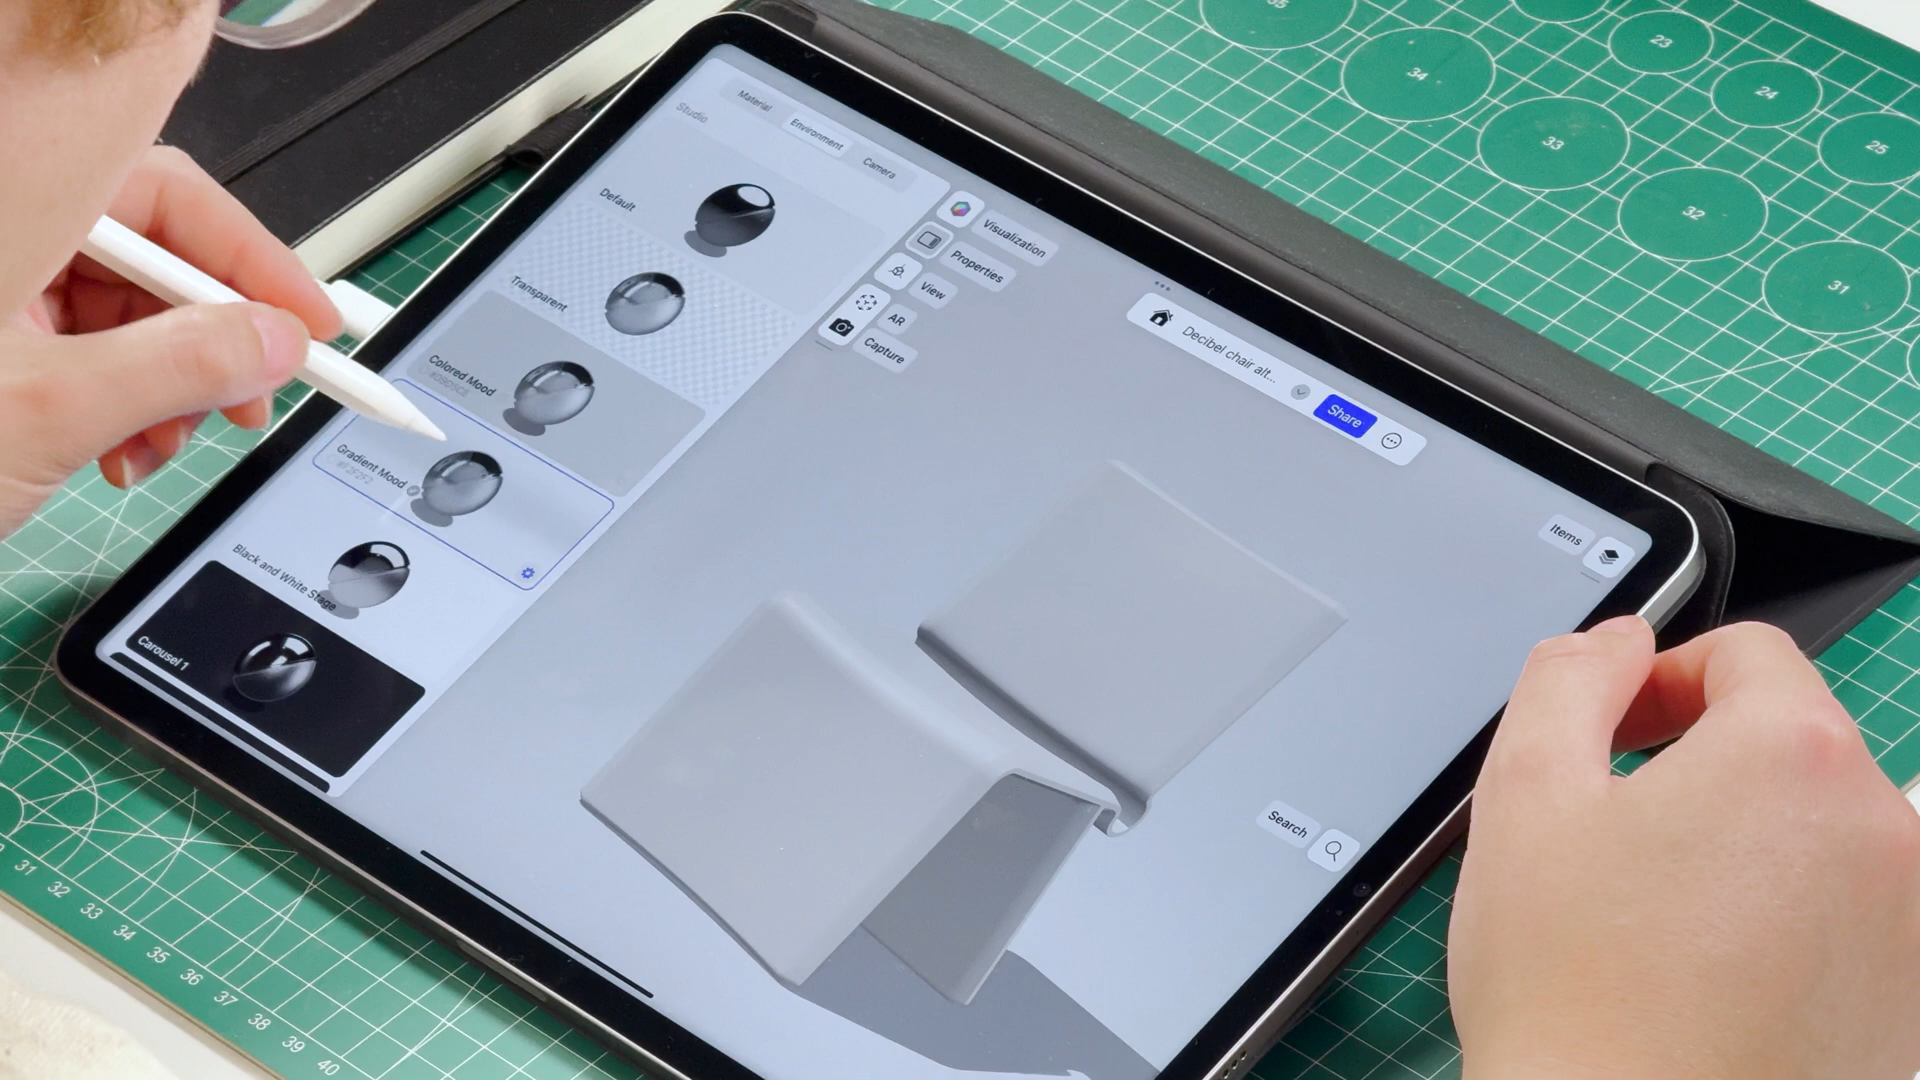 Material
Environment
Camera
Studio
Default
Transparent
Colored Mood
Gradient Mood
#F2F2F2
Black and White Stage
Carousel 1
Visualization
Properties
View
AR
Capture
Decibel chair alt...
Share
Items
Search
35
34
33
32
31
23
24
25
31
32
33
34
35
36
37
38
39
40